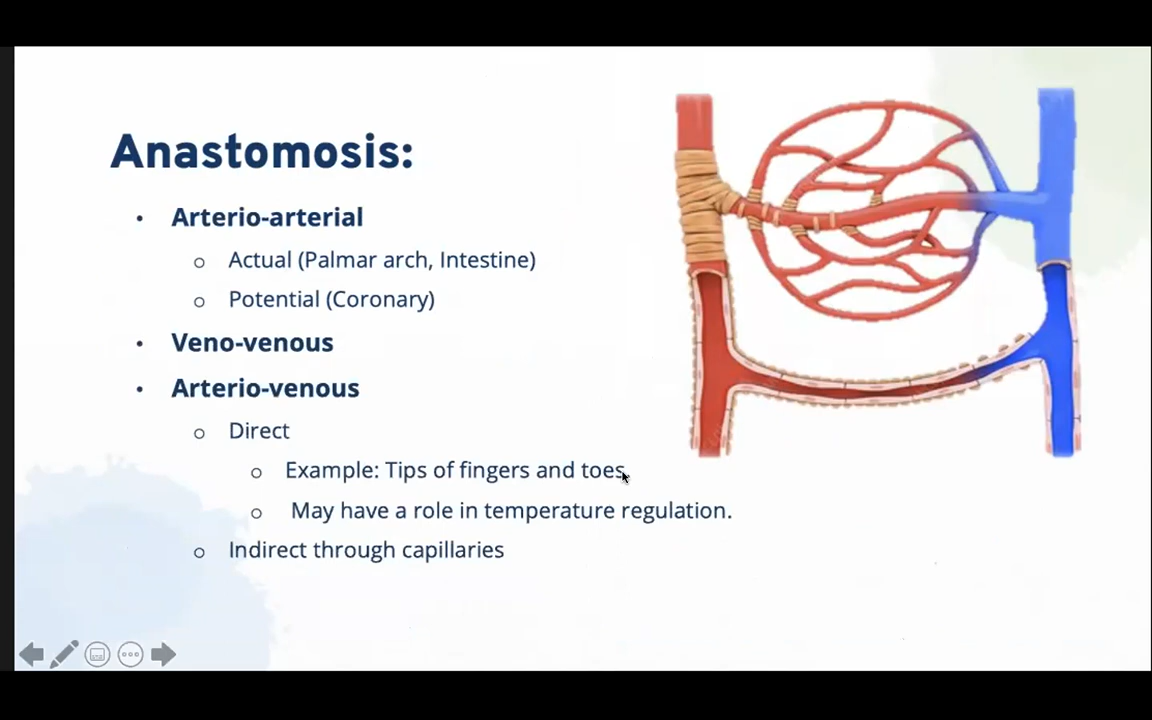 Anastomosis:
• Arterio-arterial
o Actual (Palmar arch, Intestine)
o Potential (Coronary)
• Veno-venous
• Arterio-venous
o Direct
o Example: Tips of fingers and toes.
o May have a role in temperature regulation.
o Indirect through capillaries